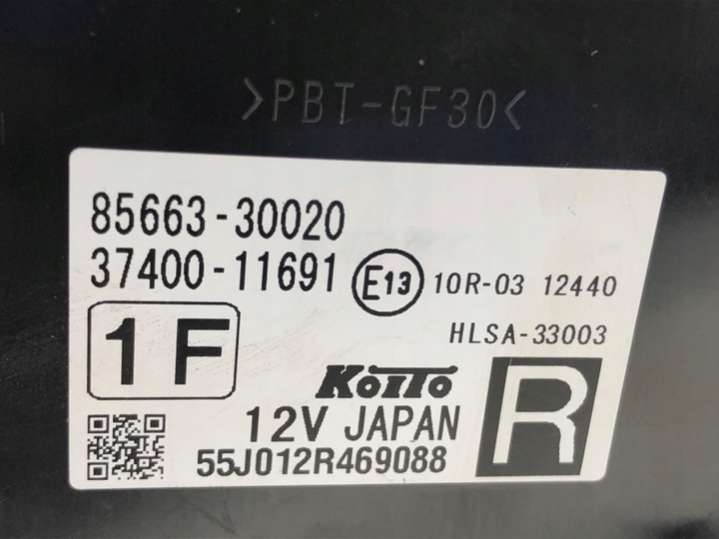 >PBT-GF30<
85663-30020
37400-11691 E13 10R-03 12440
HLSA-33003
1F
KOITO
R
12V JAPAN
55J012R469088